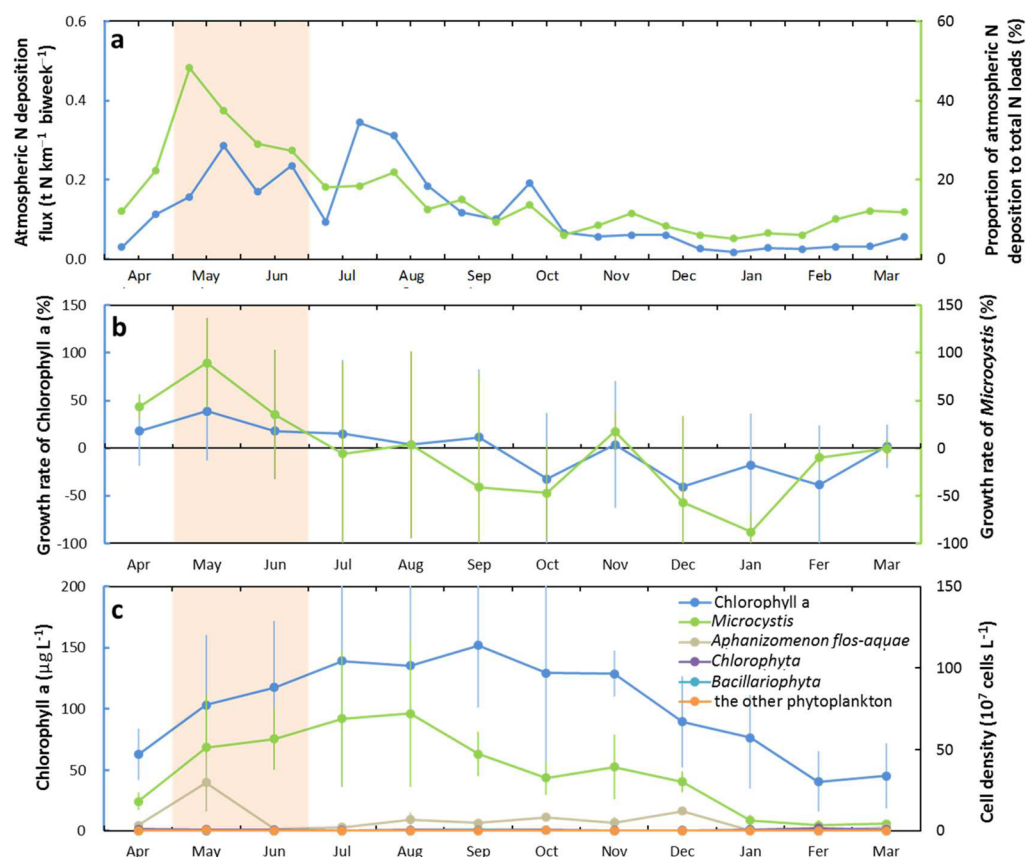 a
Atmospheric N deposition
flux (t N km⁻¹ biweek⁻¹)
0.6
0.4
0.2
0.0
60
40
20
0
Proportion of atmospheric N
deposition to total N loads (%)
Apr May Jun Jul Aug Sep Oct Nov Dec Jan Feb Mar
b
Growth rate of Chlorophyll a (%)
150
100
50
0
-50
-100
150
100
50
0
-50
-100
Growth rate of Microcystis (%)
Apr May Jun Jul Aug Sep Oct Nov Dec Jan Fer Mar
c
Chlorophyll a (µg L⁻¹)
200
150
100
50
0
Chlorophyll a
Microcystis
Aphanizomenon flos-aquae
Chlorophyta
Bacillariophyta
the other phytoplankton
150
100
50
0
Cell density (10⁷ cells L⁻¹)
Apr May Jun Jul Aug Sep Oct Nov Dec Jan Feb Mar